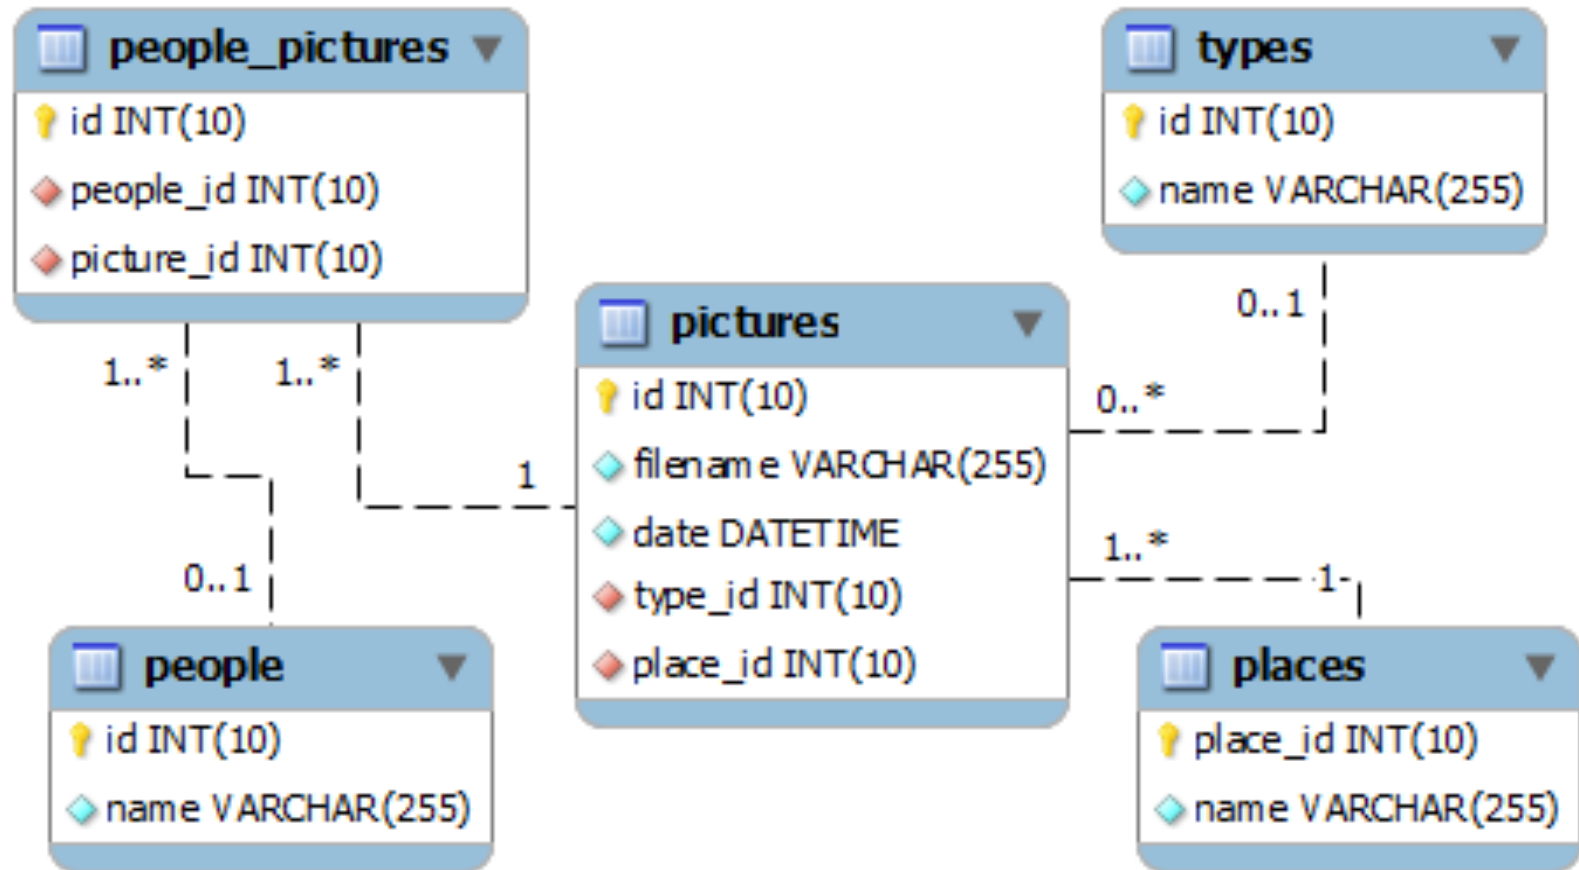 people_pictures
id INT(10)
people_id INT(10)
picture_id INT(10)
types
id INT(10)
name VARCHAR(255)
pictures
id INT(10)
filename VARCHAR(255)
date DATETIME
type_id INT(10)
place_id INT(10)
people
id INT(10)
name VARCHAR(255)
places
place_id INT(10)
name VARCHAR(255)
1..*
1..*
1
0..1
0..1
0..*
1..*
1